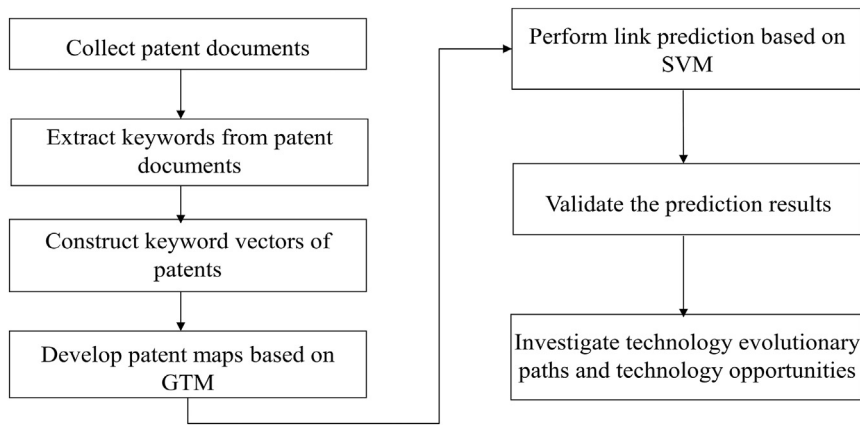 Collect patent documents
Extract keywords from patent
documents
Construct keyword vectors of
patents
Develop patent maps based on
GTM
Perform link prediction based on
SVM
Validate the prediction results
Investigate technology evolutionary
paths and technology opportunities